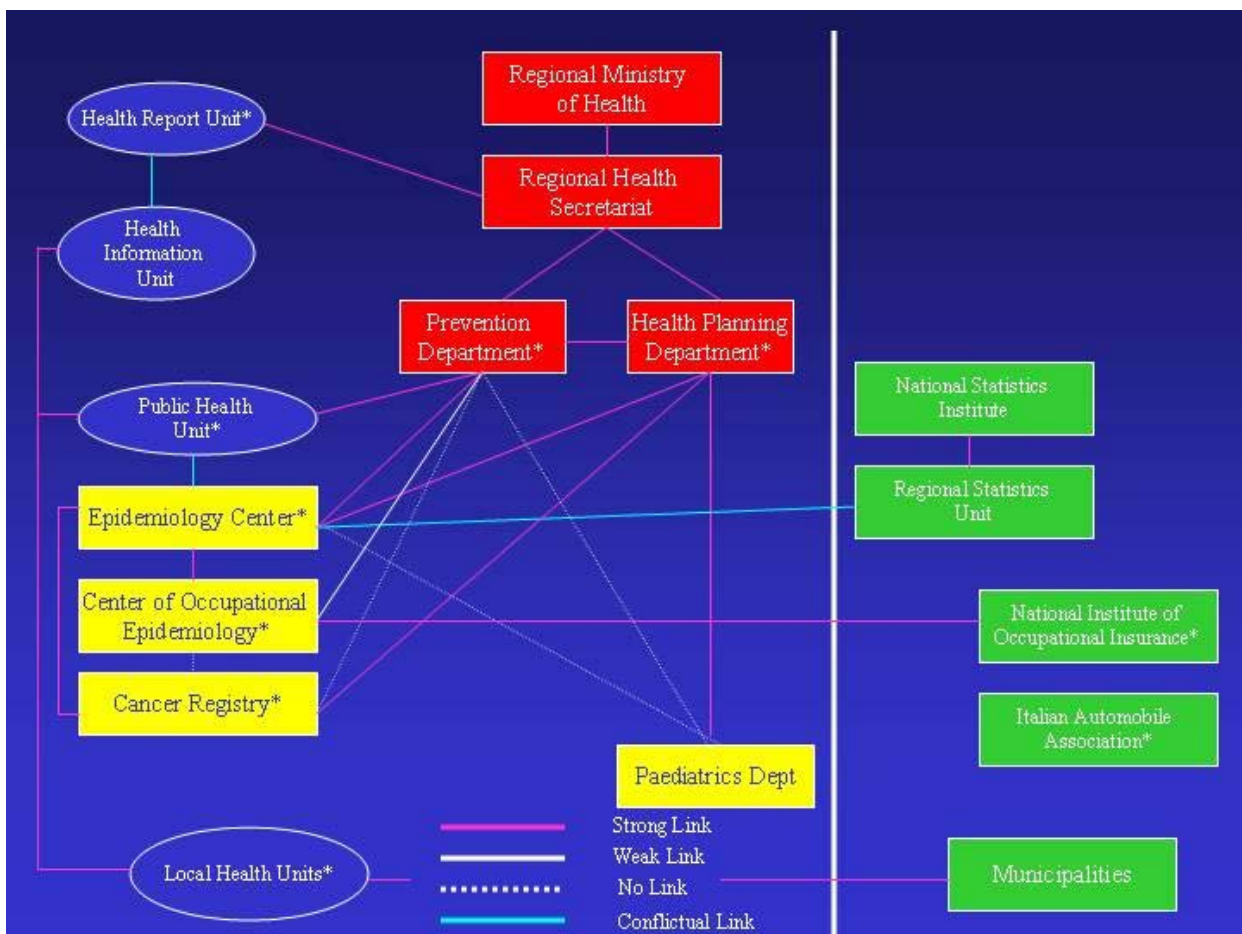 Regional Ministry
of Health
Health Report Unit*
Regional Health
Secretariat
Health
Information
Unit
Prevention
Department*
Health Planning
Department*
National Statistics
Institute
Public Health
Unit*
Regional Statistics
Unit
Epidemiology Center*
Center of Occupational
Epidemiology*
National Institute of
Occupational Insurance*
Cancer Registry*
Italian Automobile
Association*
Paediatrics Dept
Strong Link
Weak Link
No Link
Conflictual Link
Local Health Units*
Municipalities